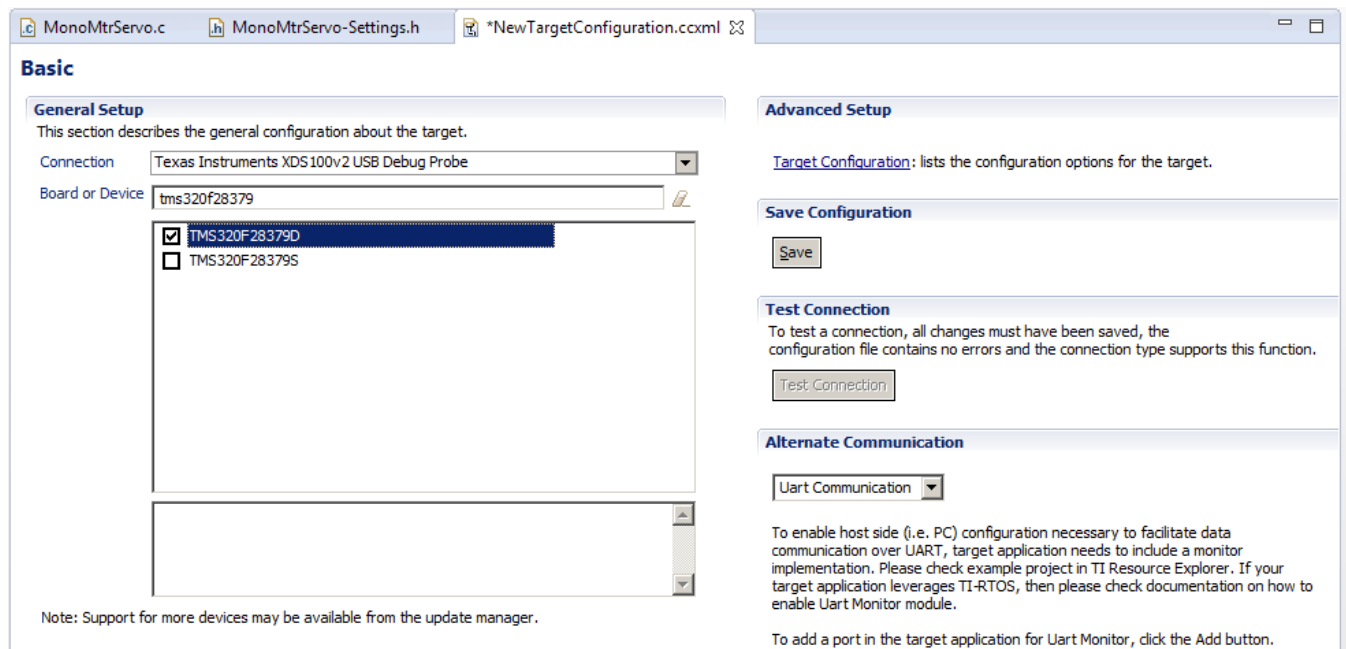 MonoMtrServo.c
MonoMtrServo-Settings.h
*NewTargetConfiguration.ccxml
Basic
General Setup
This section describes the general configuration about the target.
Connection
Texas Instruments XDS100v2 USB Debug Probe
Board or Device
tms320f28379
TMS320F28379D
TMS320F28379S
Note: Support for more devices may be available from the update manager.
Advanced Setup
Target Configuration: lists the configuration options for the target.
Save Configuration
Save
Test Connection
To test a connection, all changes must have been saved, the
configuration file contains no errors and the connection type supports this function.
Test Connection
Alternate Communication
Uart Communication
To enable host side (i.e. PC) configuration necessary to facilitate data
communication over UART, target application needs to include a monitor
implementation. Please check example project in TI Resource Explorer. If your
target application leverages TI-RTOS, then please check documentation on how to
enable Uart Monitor module.
To add a port in the target application for Uart Monitor, click the Add button.